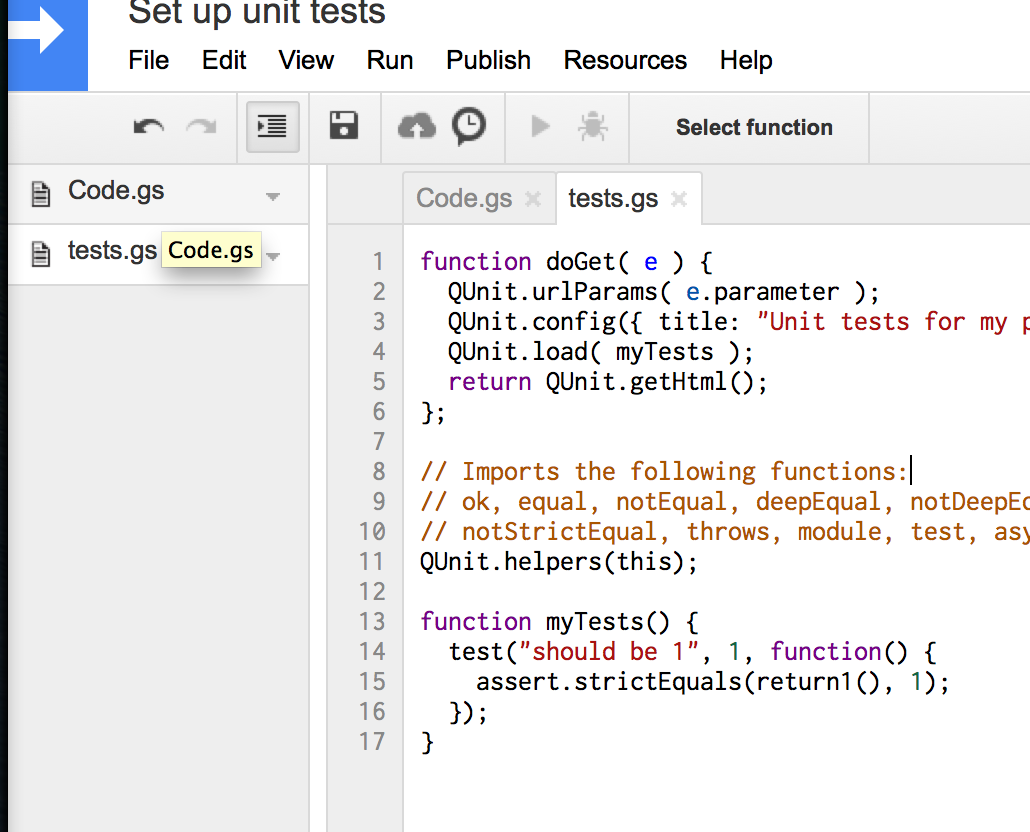 Set up unit tests
File Edit View Run Publish Resources Help
Select function
Code.gs
tests.gs Code.gs
Code.gs tests.gs
1 function doGet( e ) {
2 QUnit.urlParams( e.parameter );
3 QUnit.config({ title: "Unit tests for my p
4 QUnit.load( myTests );
5 return QUnit.getHtml();
6 };
7
8 // Imports the following functions:
9 // ok, equal, notEqual, deepEqual, notDeepEq
10 // notStrictEqual, throws, module, test, asy
11 QUnit.helpers(this);
12
13 function myTests() {
14 test("should be 1", 1, function() {
15 assert.strictEquals(return1(), 1);
16 });
17 }